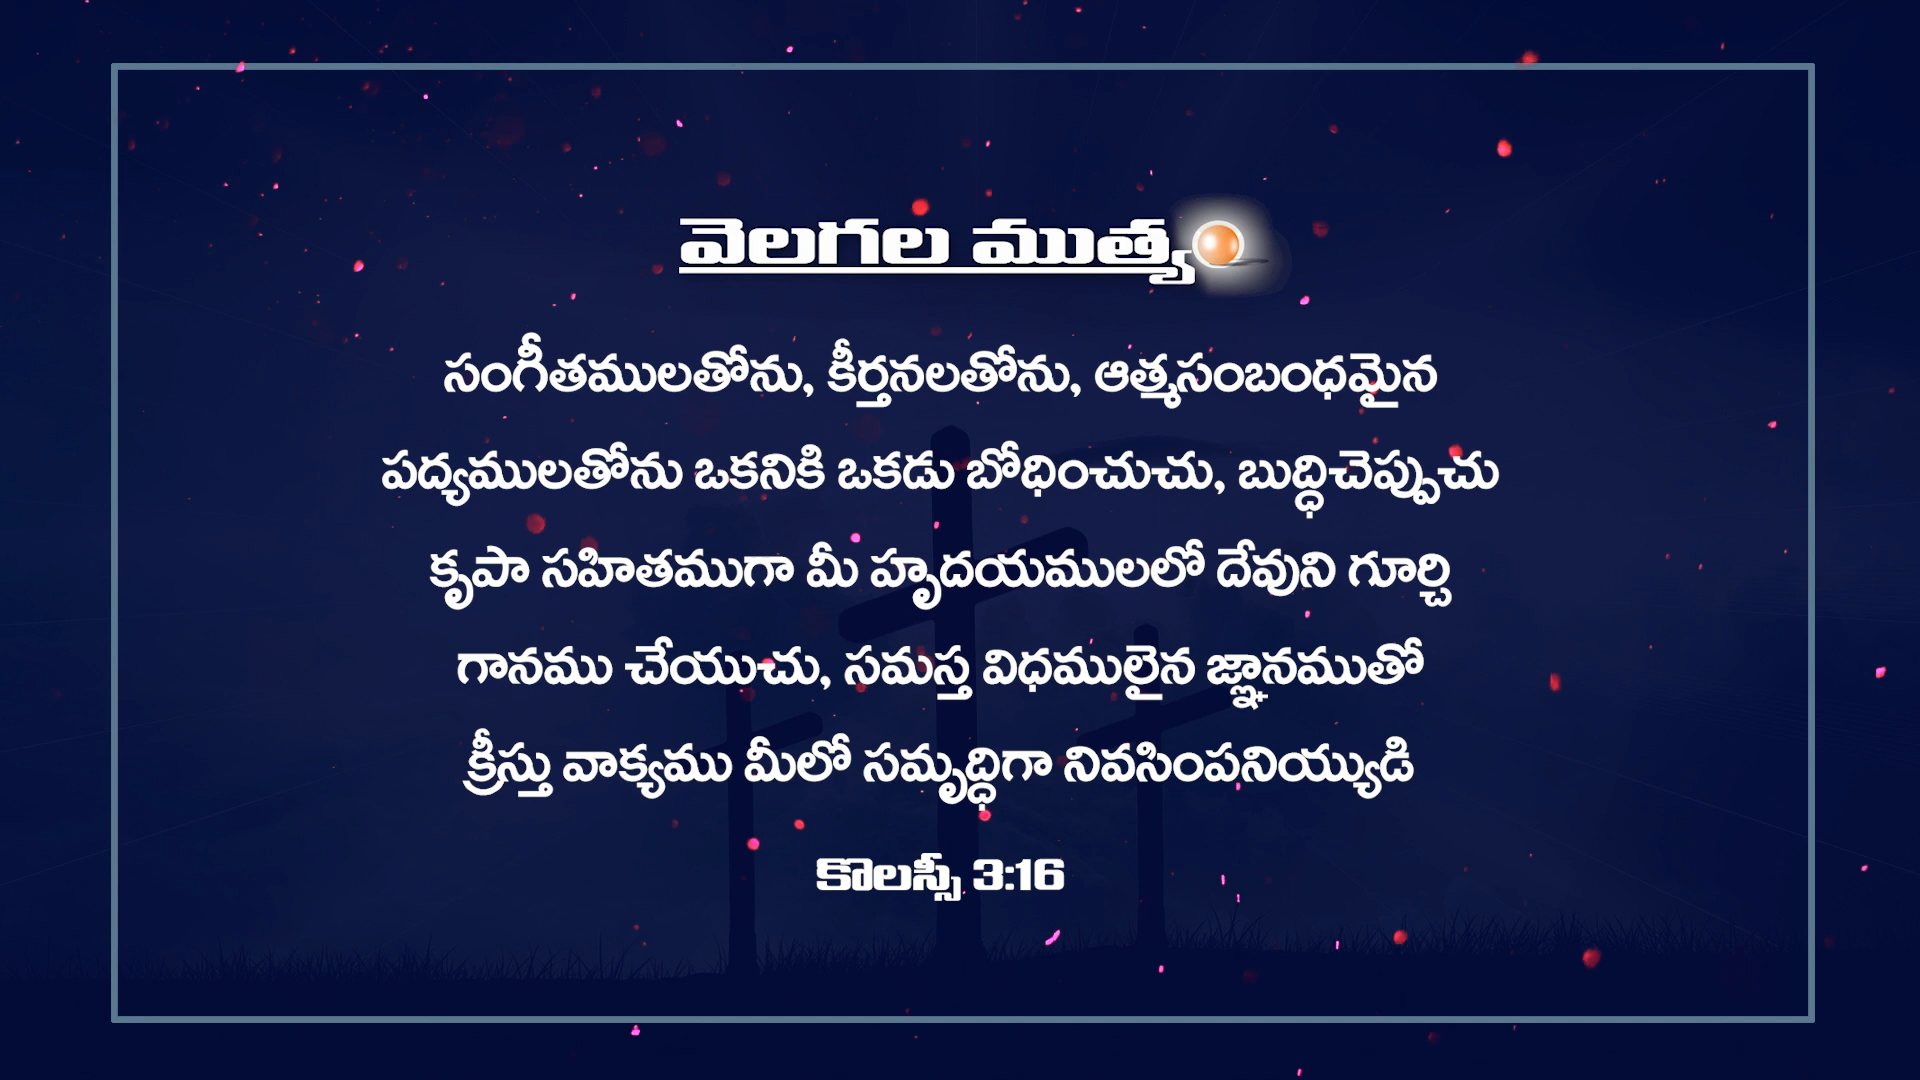 వెలగల ముత్యం
సంగీతములతోను, కీర్తనలతోను, ఆత్మసంబంధమైన
పద్యములతోను ఒకనికి ఒకడు బోధించుచు, బుద్ధిచెప్పుచు
కృపా సహితముగా మీ హృదయములలో దేవుని గూర్చి
గానము చేయుచు, సమస్త విధములైన జ్ఞానముతో
క్రీస్తు వాక్యము మీలో సమృద్ధిగా నివసింపనియ్యుడి
కొలస్సీ 3:16